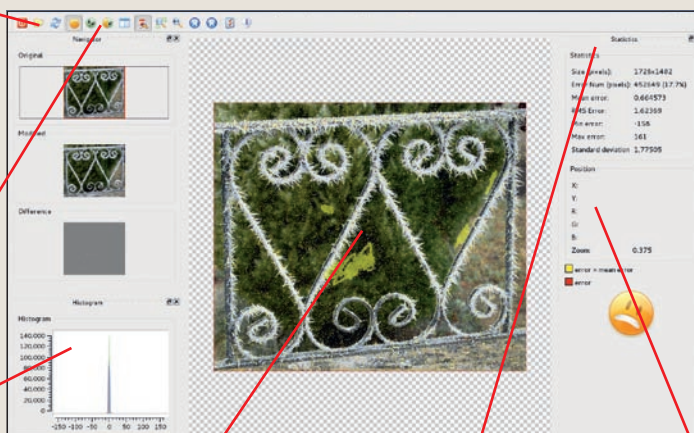 Navigator
Original
Modified
Difference
Histogram
Histogram
140,000
120,000
100,000
80,000
60,000
40,000
20,000
0
-150 -100 -50 0 50 100 150
Statistics
Statistics
Size (pixels): 1728x1482
Error Num (pixels): 452649 (17.7%)
Mean error: 0.604573
RMS Error: 1.62369
Min error: -158
Max error: 161
Standard deviation 1.77505
Position
X:
Y:
R:
G:
B:
Zoom 0.375
error > mean error
error